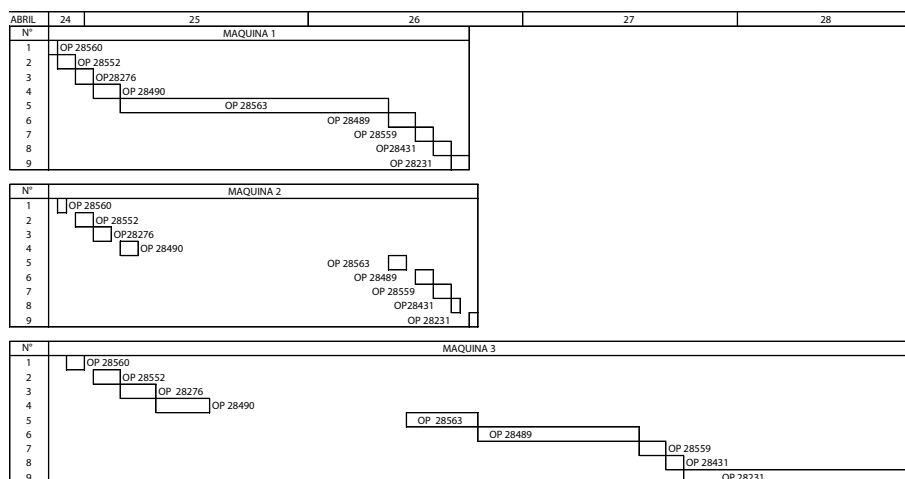 ABRIL 24 25 26 27 28
N° MAQUINA 1
1 OP 28560
2 OP 28552
3 OP28276
4 OP 28490
5 OP 28563
6 OP 28489
7 OP 28559
8 OP28431
9 OP 28231
N° MAQUINA 2
1 OP 28560
2 OP 28552
3 OP28276
4 OP 28490
5 OP 28563
6 OP 28489
7 OP 28559
8 OP28431
9 OP 28231
N° MAQUINA 3
1 OP 28560
2 OP 28552
3 OP 28276
4 OP 28490
5 OP 28563
6 OP 28489
7 OP 28559
8 OP 28431
9 OP 28231